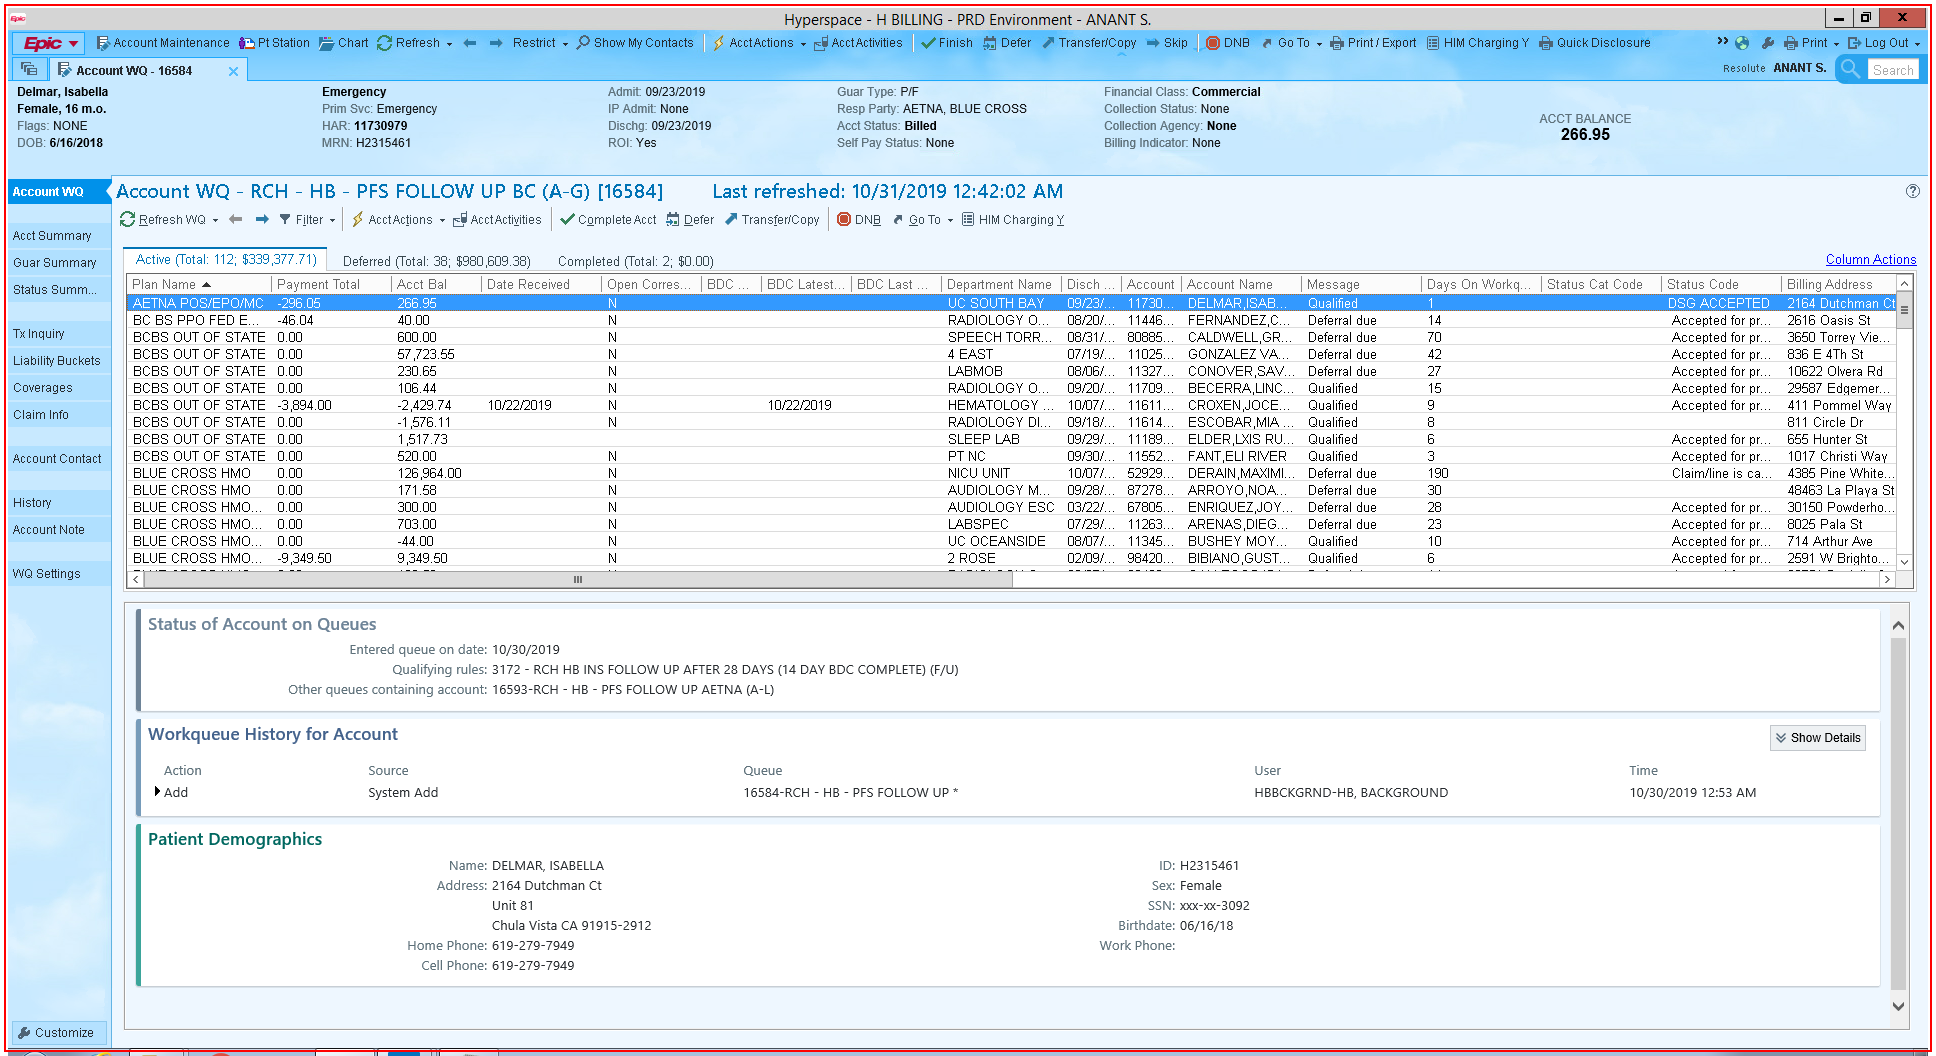 Epic
Hyperspace - H BILLING - PRD Environment - ANANT S.
Epic Account Maintenance Pt Station Chart Refresh Restrict Show My Contacts AcctActions AcctActivities Finish Defer Transfer/Copy Skip DNB Go To Print / Export HIM Charging Y Quick Disclosure Print Log Out
Account WQ - 16584 Resolute ANANT S. Search
Delmar, Isabella Emergency Admit: 09/23/2019 Guar Type: P/F Financial Class: Commercial
Female, 16 m.o. Prim Svc: Emergency IP Admit: None Resp Party: AETNA, BLUE CROSS Collection Status: None
Flags: NONE HAR: 11730979 Dischg: 09/23/2019 Acct Status: Billed Collection Agency: None
DOB: 6/16/2018 MRN: H2315461 ROI: Yes Self Pay Status: None Billing Indicator: None
ACCT BALANCE
266.95
Account WQ
Acct Summary
Guar Summary
Status Summ...
Tx Inquiry
Liability Buckets
Coverages
Claim Info
Account Contact
History
Account Note
WQ Settings
Customize
Account WQ - RCH - HB - PFS FOLLOW UP BC (A-G) [16584] Last refreshed: 10/31/2019 12:42:02 AM
Refresh WQ Filter AcctActions AcctActivities Complete Acct Defer Transfer/Copy DNB Go To HIM Charging Y
Active (Total: 112; $339,377.71) Deferred (Total: 38; $980,609.38) Completed (Total: 2; $0.00) Column Actions
Plan Name Payment Total Acct Bal Date Received Open Corres... BDC ... BDC Latest... BDC Last ... Department Name Disch ... Account Account Name Message Days On Workq... Status Cat Code Status Code Billing Address
AETNA POS/EPO/MC -296.05 266.95 N UC SOUTH BAY 09/23/... 11730... DELMAR,ISAB... Qualified 1 DSG ACCEPTED 2164 Dutchman Ct
BC BS PPO FED E... -46.04 40.00 N RADIOLOGY O... 08/20/... 11446... FERNANDEZ,C... Deferral due 14 Accepted for pr... 2616 Oasis St
BCBS OUT OF STATE 0.00 600.00 N SPEECH TORR... 08/31/... 80885... CALDWELL,GR... Deferral due 70 Accepted for pr... 3650 Torrey Vie...
BCBS OUT OF STATE 0.00 57,723.55 N 4 EAST 07/19/... 11025... GONZALEZ VA... Deferral due 42 Accepted for pr... 836 E 4Th St
BCBS OUT OF STATE 0.00 230.65 N LABMOB 08/06/... 11327... CONOVER,SAV... Deferral due 27 Accepted for pr... 10622 Olvera Rd
BCBS OUT OF STATE 0.00 106.44 N RADIOLOGY O... 09/20/... 11709... BECERRA,LINC... Qualified 15 Accepted for pr... 29587 Edgemer...
BCBS OUT OF STATE -3,894.00 -2,429.74 10/22/2019 N 10/22/2019 HEMATOLOGY ... 10/07/... 11611... CROXEN,JOCE... Qualified 9 Accepted for pr... 411 Pommel Way
BCBS OUT OF STATE 0.00 -1,576.11 N RADIOLOGY DI... 09/18/... 11614... ESCOBAR,MIA ... Qualified 8 811 Circle Dr
BCBS OUT OF STATE 0.00 1,517.73 SLEEP LAB 09/29/... 11189... ELDER,LXIS RU... Qualified 6 Accepted for pr... 655 Hunter St
BCBS OUT OF STATE 0.00 520.00 N PT NC 09/30/... 11552... FANT,ELI RIVER Qualified 3 Accepted for pr... 1017 Christi Way
BLUE CROSS HMO 0.00 126,964.00 N NICU UNIT 10/07/... 52929... DERAIN,MAXIMI... Deferral due 190 Claim/line is ca... 4385 Pine White...
BLUE CROSS HMO 0.00 171.58 N AUDIOLOGY M... 09/28/... 87278... ARROYO,NOA... Deferral due 30 48463 La Playa St
BLUE CROSS HMO... 0.00 300.00 N AUDIOLOGY ESC 03/22/... 67805... ENRIQUEZ,JOY... Deferral due 28 Accepted for pr... 30150 Powderho...
BLUE CROSS HMO... 0.00 703.00 N LABSPEC 07/29/... 11263... ARENAS,DIEG... Deferral due 23 Accepted for pr... 8025 Pala St
BLUE CROSS HMO... 0.00 -44.00 N UC OCEANSIDE 08/07/... 11345... BUSHEY MOY... Qualified 10 Accepted for pr... 714 Arthur Ave
BLUE CROSS HMO... -9,349.50 9,349.50 N 2 ROSE 02/09/... 98420... BIBIANO,GUST... Qualified 6 Accepted for pr... 2591 W Brighto...
Status of Account on Queues
Entered queue on date: 10/30/2019
Qualifying rules: 3172 - RCH HB INS FOLLOW UP AFTER 28 DAYS (14 DAY BDC COMPLETE) (F/U)
Other queues containing account: 16593-RCH - HB - PFS FOLLOW UP AETNA (A-L)
Workqueue History for Account Show Details
Action Source Queue User Time
Add System Add 16584-RCH - HB - PFS FOLLOW UP * HBBCKGRND-HB, BACKGROUND 10/30/2019 12:53 AM
Patient Demographics
Name: DELMAR, ISABELLA ID: H2315461
Address: 2164 Dutchman Ct Sex: Female
Unit 81 SSN: xxx-xx-3092
Chula Vista CA 91915-2912 Birthdate: 06/16/18
Home Phone: 619-279-7949 Work Phone:
Cell Phone: 619-279-7949